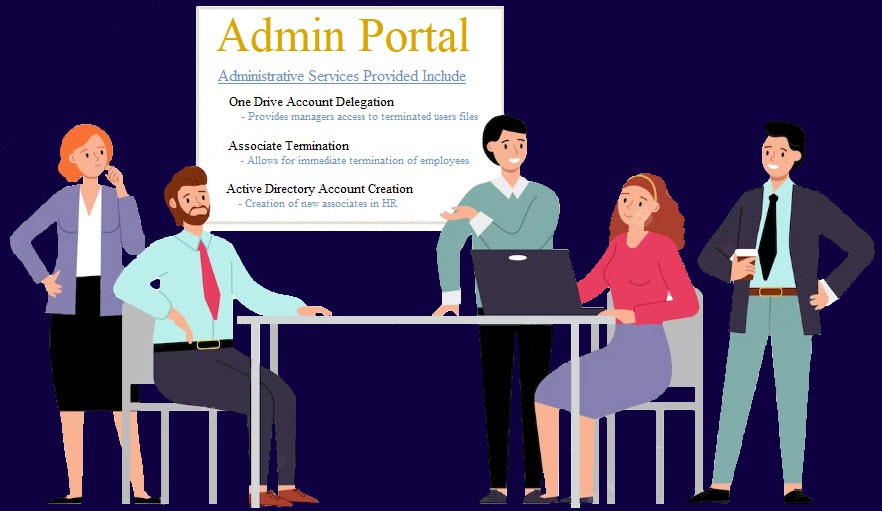 Admin Portal
Administrative Services Provided Include
One Drive Account Delegation
- Provides managers access to terminated users files
Associate Termination
- Allows for immediate termination of employees
Active Directory Account Creation
- Creation of new associates in HR